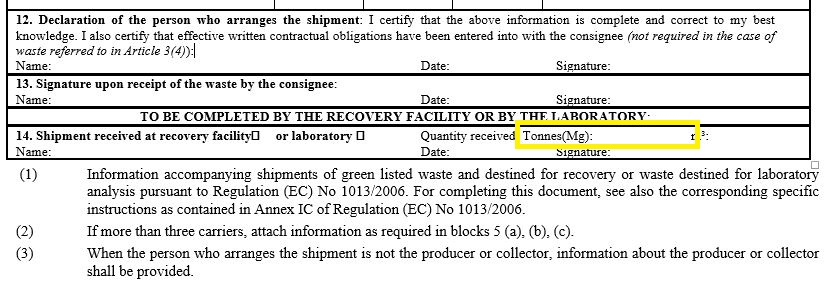 12. Declaration of the person who arranges the shipment: I certify that the above information is complete and correct to my best
knowledge. I also certify that effective written contractual obligations have been entered into with the consignee (not required in the case of
waste referred to in Article 3(4)):
Name: Date: Signature:
13. Signature upon receipt of the waste by the consignee:
Name: Date: Signature:
TO BE COMPLETED BY THE RECOVERY FACILITY OR BY THE LABORATORY:
14. Shipment received at recovery facility☐ or laboratory ☐ Quantity received Tonnes(Mg): m³:
Name: Date: Signature:
(1) Information accompanying shipments of green listed waste and destined for recovery or waste destined for laboratory
analysis pursuant to Regulation (EC) No 1013/2006. For completing this document, see also the corresponding specific
instructions as contained in Annex IC of Regulation (EC) No 1013/2006.
(2) If more than three carriers, attach information as required in blocks 5 (a), (b), (c).
(3) When the person who arranges the shipment is not the producer or collector, information about the producer or collector
shall be provided.